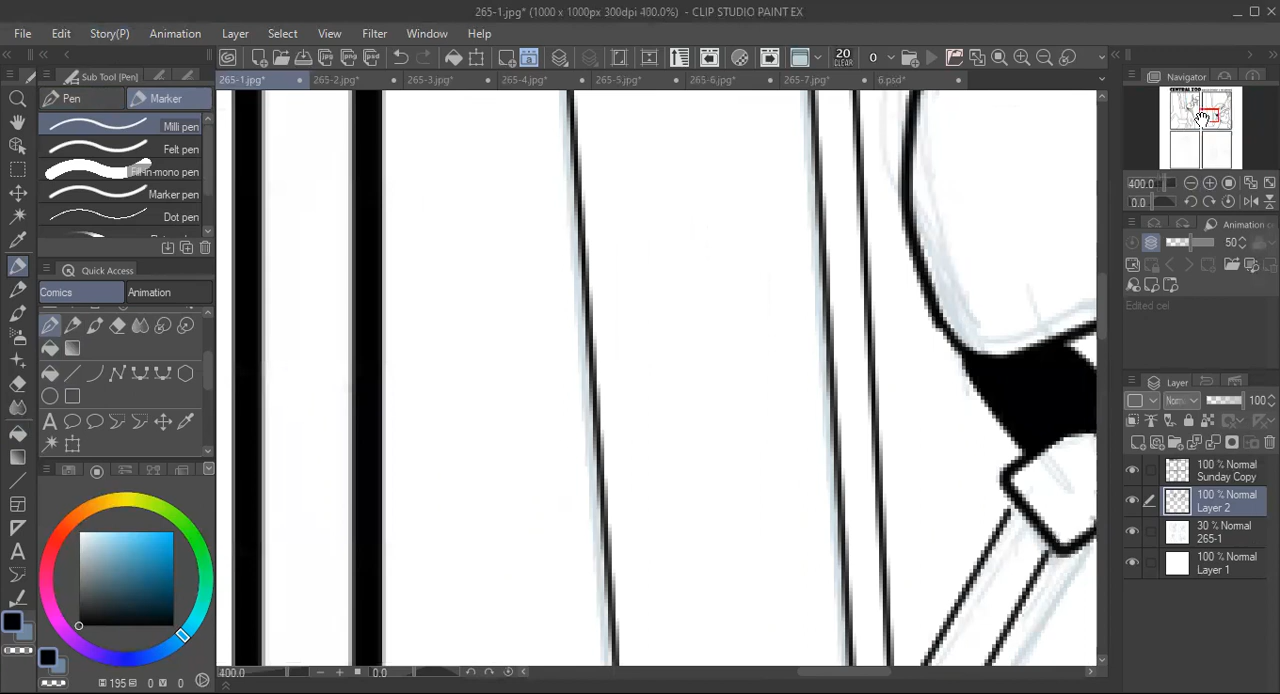 265-1.jpg* (1000 x 1000px 300dpi 400.0%) - CLIP STUDIO PAINT EX
File Edit Story(P) Animation Layer Select View Filter Window Help
20 CLEAR 0
Sub Tool [Pen]
265-1.jpg* 265-2.jpg* 265-3.jpg* 265-4.jpg* 265-5.jpg* 265-6.jpg* 265-7.jpg* 6.psd*
Navigator
Pen Marker
CENTRAL ZOO
Milli pen
Felt pen
Fill-in-mono pen
Marker pen
Dot pen
400.0
0.0
Animation c
50
Quick Access
Comics Animation
Edited cel
Layer
Norm 100
100 % Normal
Sunday Copy
100 % Normal
Layer 2
30 % Normal
265-1
100 % Normal
Layer 1
400.0 0.0
H 195 S 0 V 0